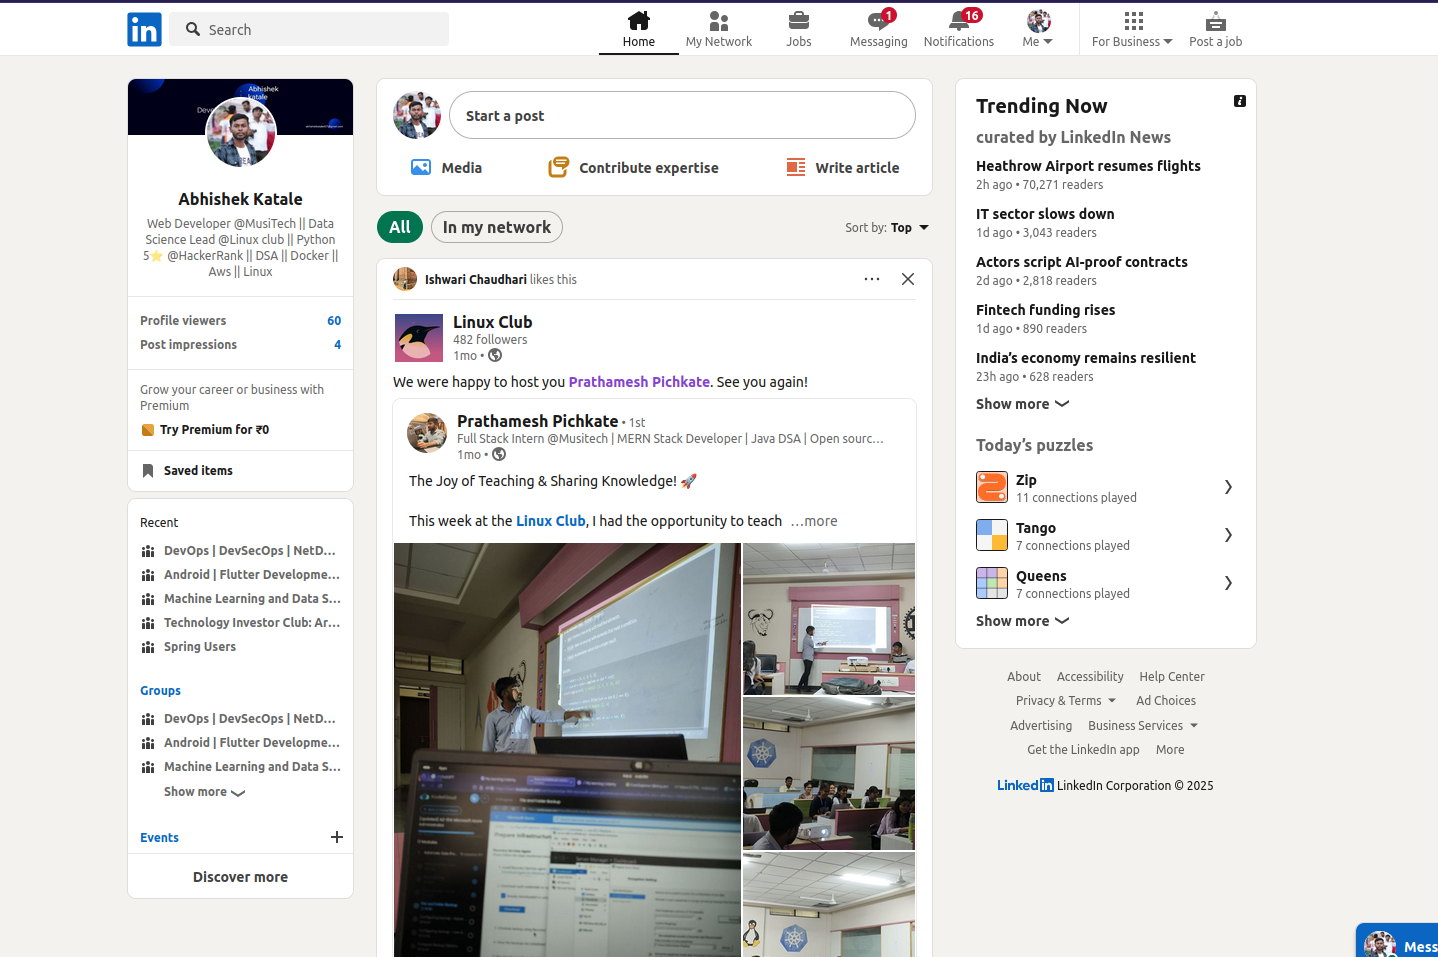 in
Search
Home
My Network
Jobs
1
Messaging
16
Notifications
Me
For Business
Post a job
Abhishek
katale
Abhishek Katale
Web Developer @MusiTech || Data
Science Lead @Linux club || Python
5⭐ @HackerRank || DSA || Docker ||
Aws || Linux
Profile viewers 60
Post impressions 4
Grow your career or business with
Premium
Try Premium for ₹0
Saved items
Recent
DevOps | DevSecOps | NetD...
Android | Flutter Developme...
Machine Learning and Data S...
Technology Investor Club: Ar...
Spring Users
Groups
DevOps | DevSecOps | NetD...
Android | Flutter Developme...
Machine Learning and Data S...
Show more
Events
Discover more
Start a post
Media
Contribute expertise
Write article
All
In my network
Sort by: Top
Ishwari Chaudhari likes this
Linux Club
482 followers
1mo •
We were happy to host you Prathamesh Pichkate. See you again!
Prathamesh Pichkate • 1st
Full Stack Intern @Musitech | MERN Stack Developer | Java DSA | Open sourc...
1mo •
The Joy of Teaching & Sharing Knowledge! 🚀
This week at the Linux Club, I had the opportunity to teach ...more
Trending Now
curated by LinkedIn News
Heathrow Airport resumes flights
2h ago • 70,271 readers
IT sector slows down
1d ago • 3,043 readers
Actors script AI-proof contracts
2d ago • 2,818 readers
Fintech funding rises
1d ago • 890 readers
India's economy remains resilient
23h ago • 628 readers
Show more
Today's puzzles
Zip
11 connections played
Tango
7 connections played
Queens
7 connections played
Show more
About Accessibility Help Center
Privacy & Terms Ad Choices
Advertising Business Services
Get the LinkedIn app More
LinkedIn LinkedIn Corporation © 2025
Mess